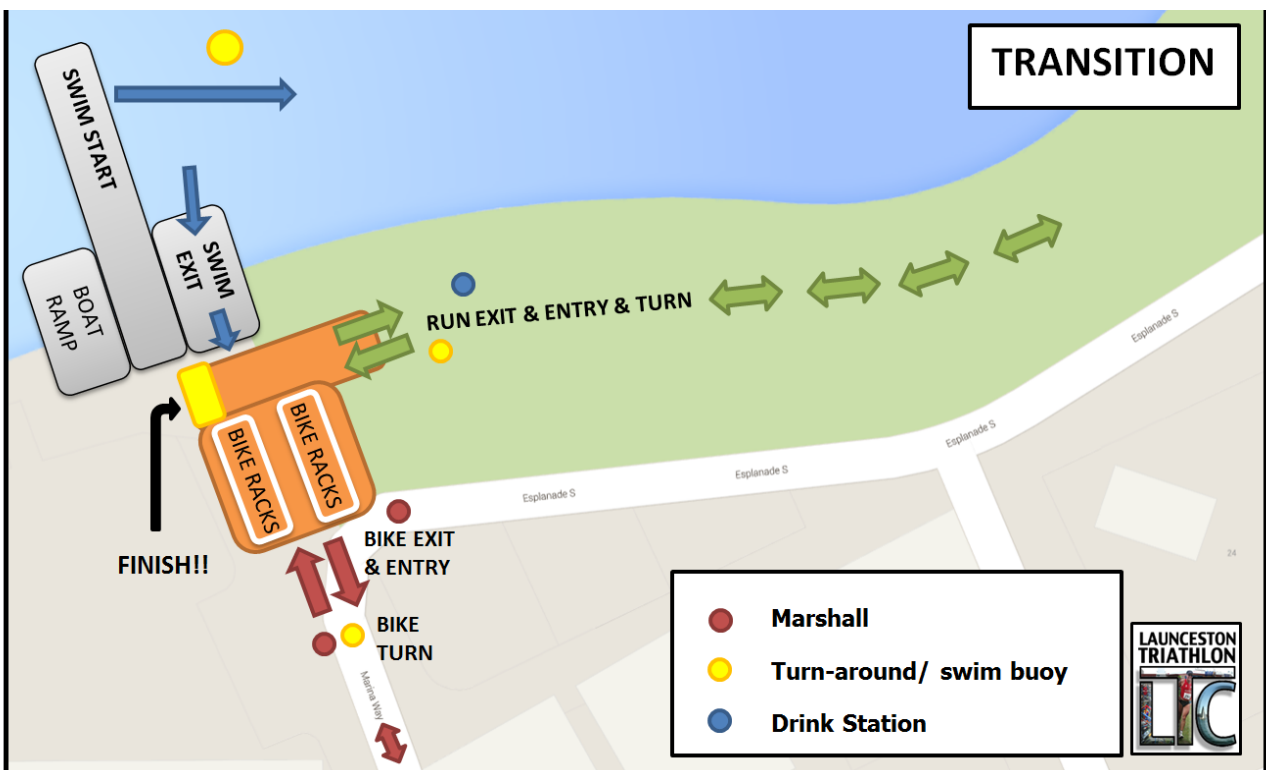 TRANSITION
SWIM START
SWIM
EXIT
BOAT
RAMP
RUN EXIT & ENTRY & TURN
Esplanade S
Esplanade S
Esplanade S
Esplanade S
BIKE RACKS
BIKE RACKS
FINISH!!
BIKE EXIT
& ENTRY
24
BIKE
TURN
Marina Way
Marshall
Turn-around/ swim buoy
Drink Station
LAUNCESTON
TRIATHLON
LTC